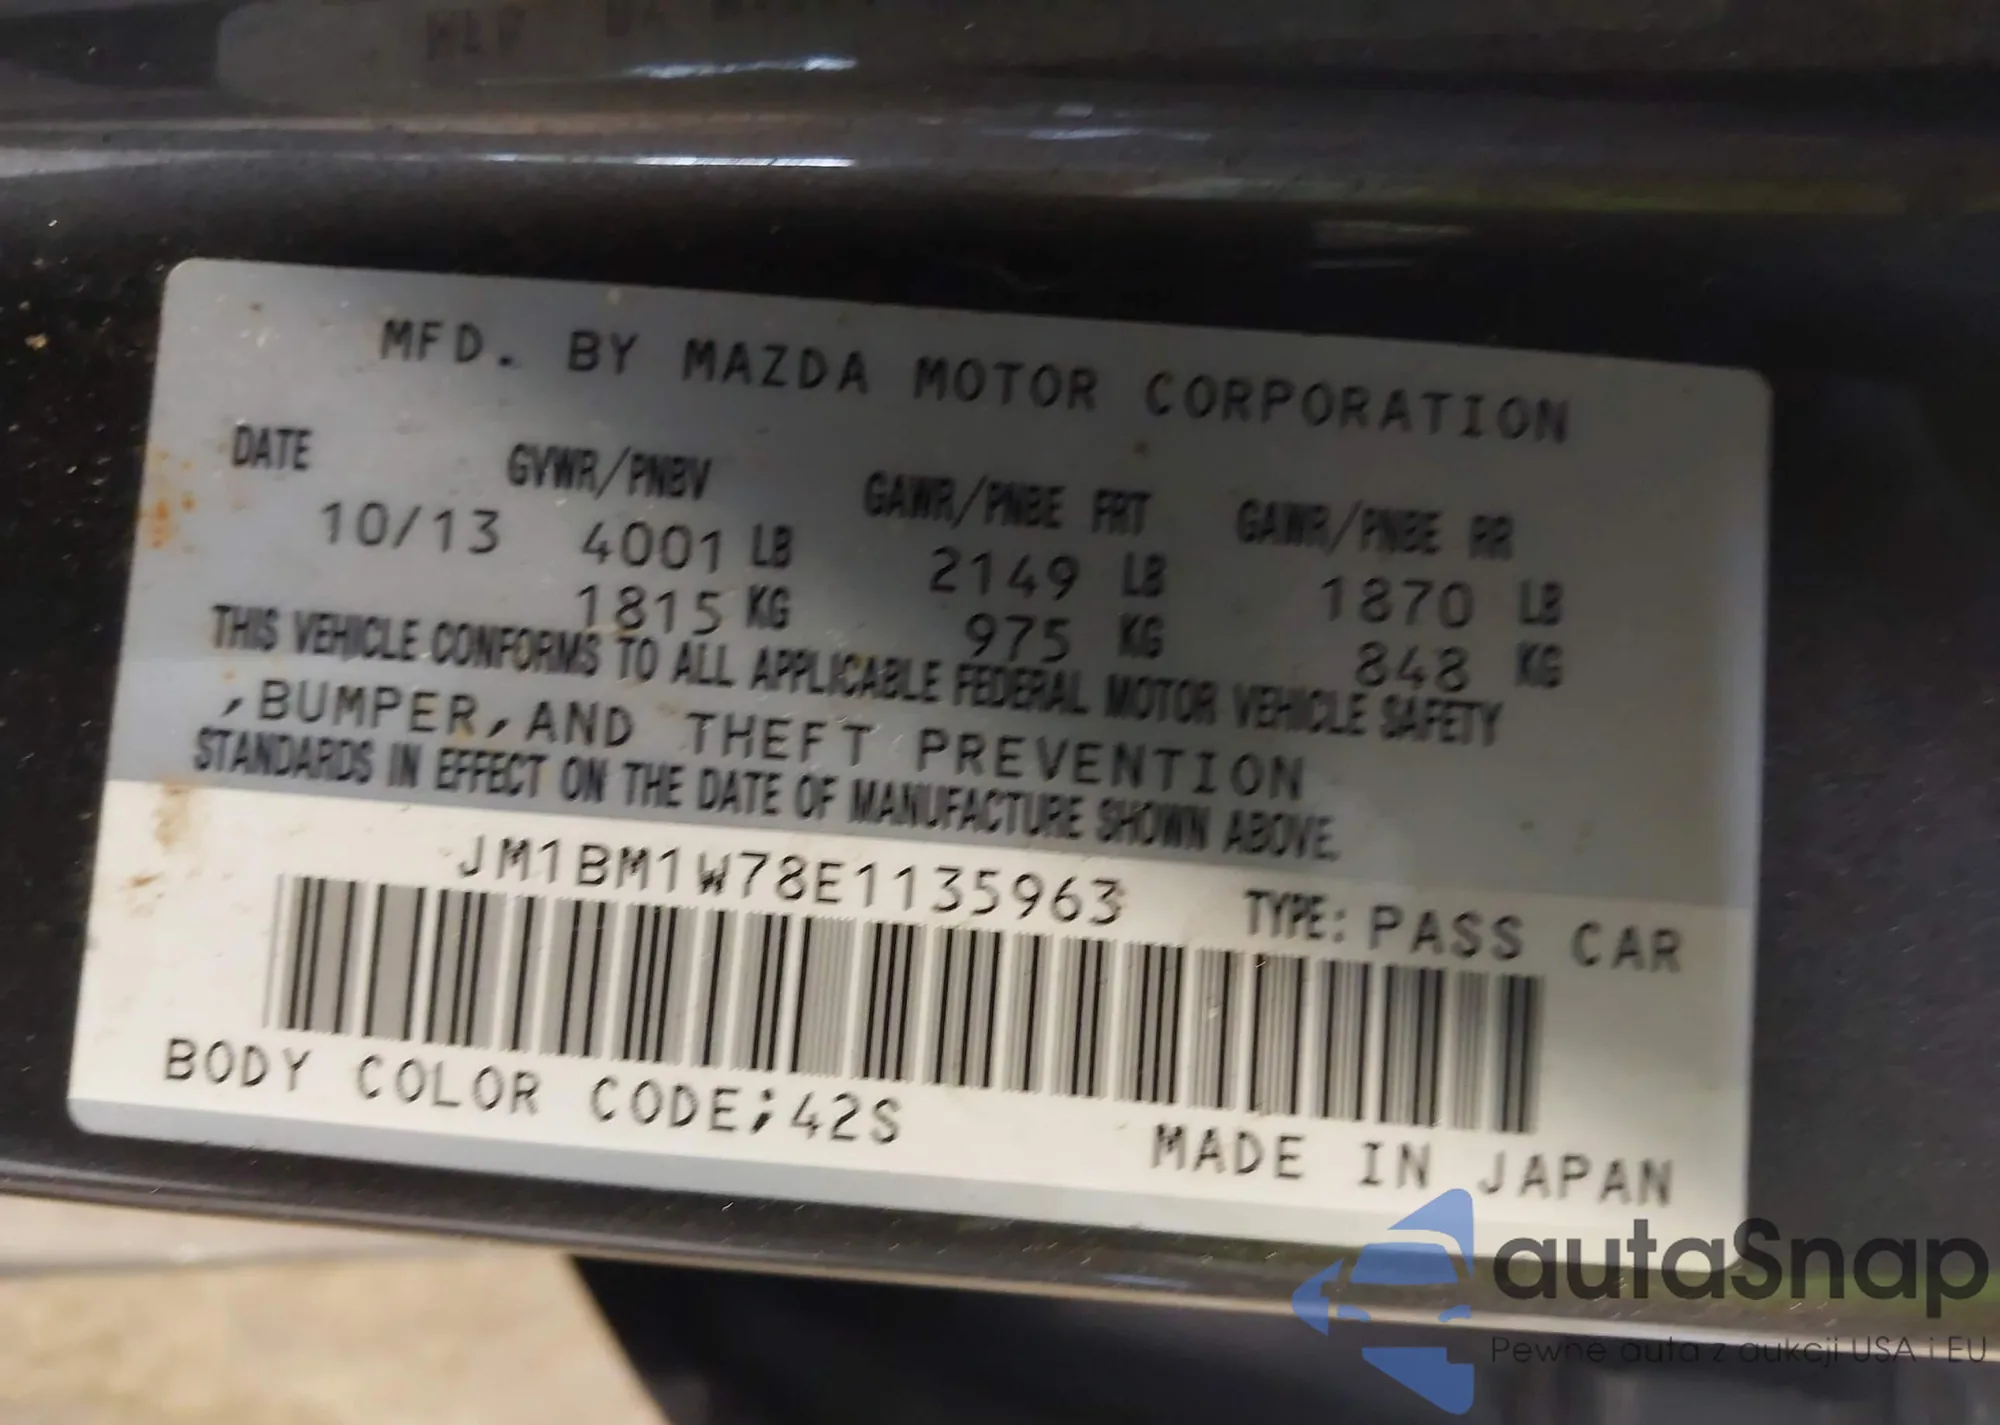 MFD. BY MAZDA MOTOR CORPORATION
DATE GVWR/PNBV GAWR/PNBE FRT GAWR/PNBE RR
10/13 4001 LB 2149 LB 1870 LB
1815 KG 975 KG 848 KG
THIS VEHICLE CONFORMS TO ALL APPLICABLE FEDERAL MOTOR VEHICLE SAFETY
,BUMPER,AND THEFT PREVENTION
STANDARDS IN EFFECT ON THE DATE OF MANUFACTURE SHOWN ABOVE.
JM1BM1W78E1135963 TYPE: PASS CAR
BODY COLOR CODE;42S
MADE IN JAPAN
autaSnap
Pewne auta z aukcji USA i EU